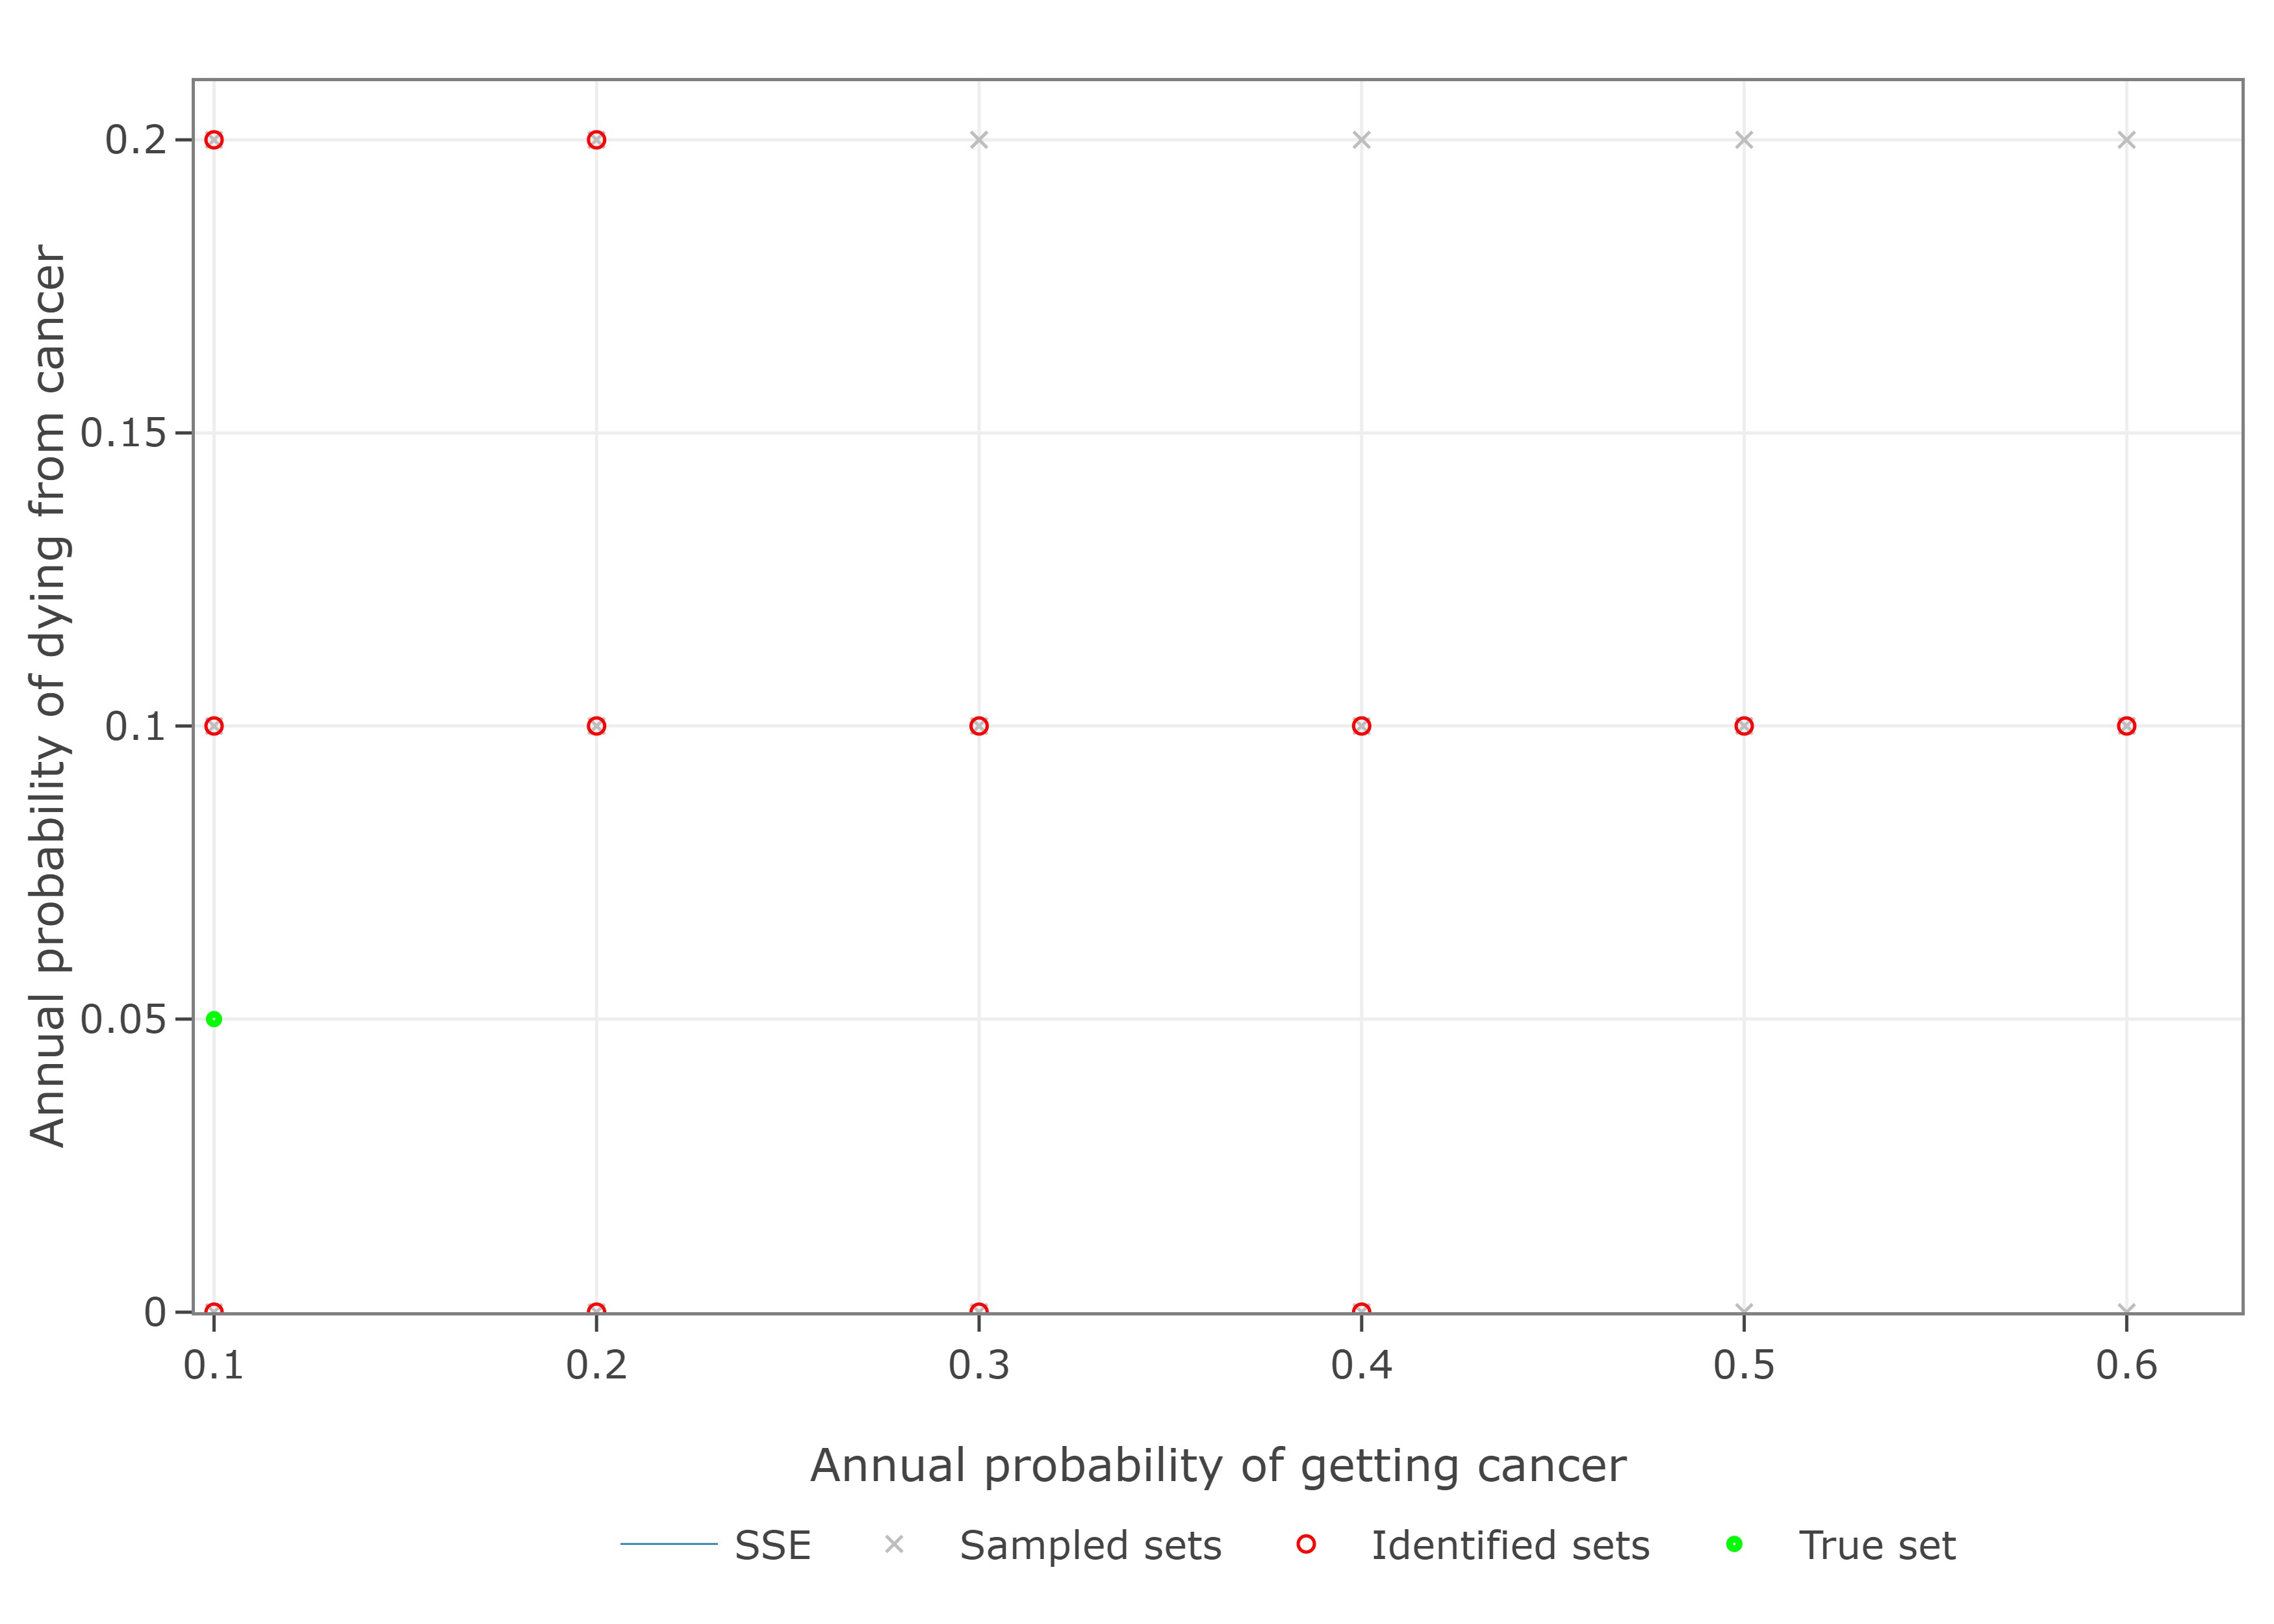 Annual probability of dying from cancer
0.2
0.15
0.1
0.05
0
0.1 0.2 0.3 0.4 0.5 0.6
Annual probability of getting cancer
SSE Sampled sets Identified sets True set